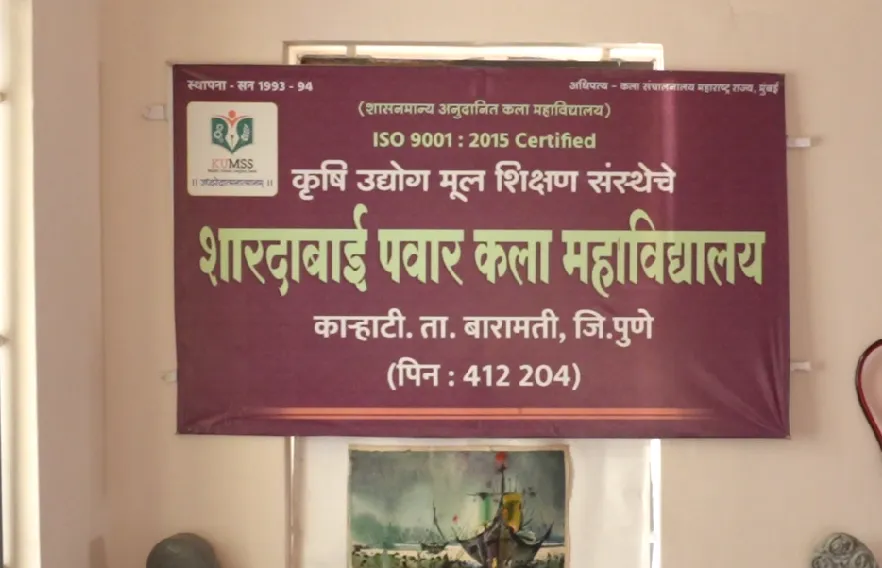 स्थापना - सन 1993 - 94
अधिपत्य - कला संचालनालय महाराष्ट्र राज्य, मुंबई
(शासनमान्य अनुदानित कला महाविद्यालय)
ISO 9001 : 2015 Certified
KUMSS
कृषि उद्योग मूल शिक्षण संस्थेचे
शारदाबाई पवार कला महाविद्यालय
काऱ्हाटी. ता. बारामती, जि.पुणे
(पिन : 412 204)